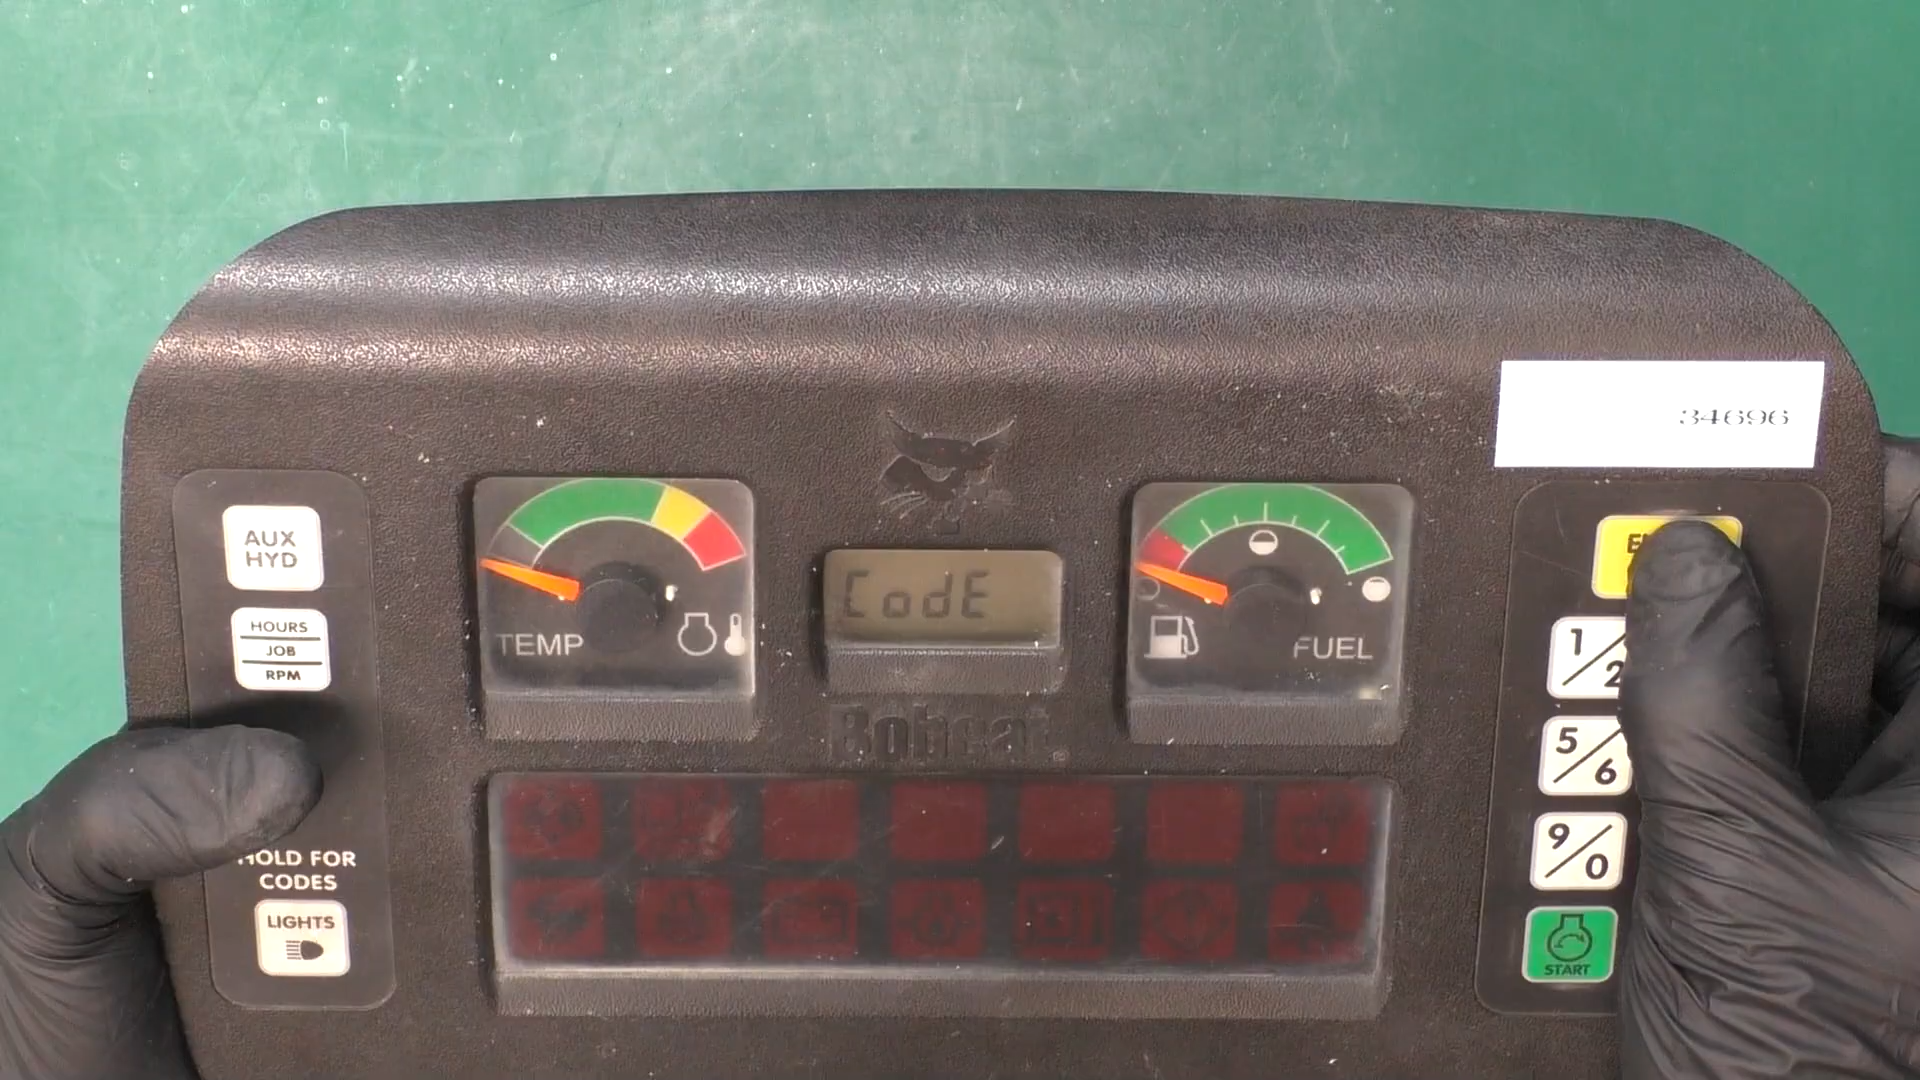 34696
AUX
HYD
HOURS
JOB
RPM
HOLD FOR
CODES
LIGHTS
TEMP
CodE
FUEL
Bobcat
1/2
5/6
9/0
START